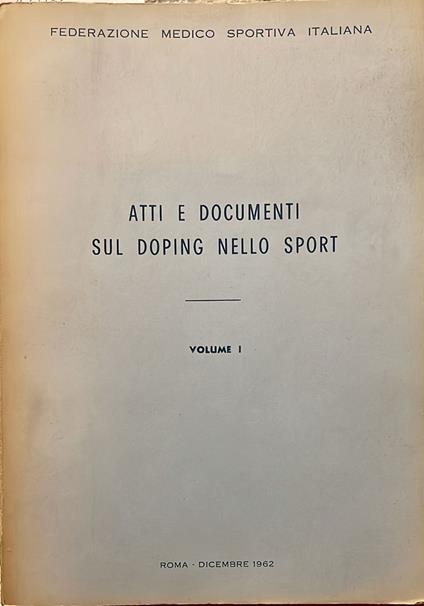 FEDERAZIONE MEDICO SPORTIVA ITALIANA
ATTI E DOCUMENTI
SUL DOPING NELLO SPORT
VOLUME I
ROMA - DICEMBRE 1962